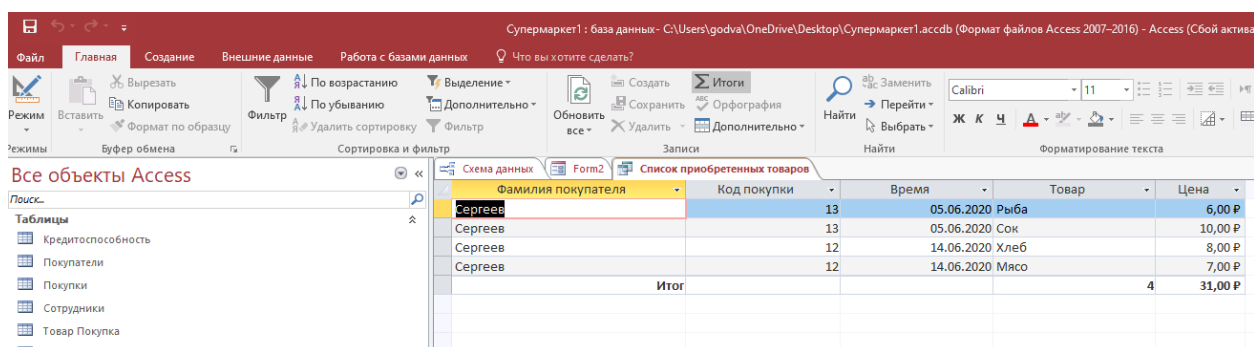 Супермаркет1 : база данных- C:\Users\godva\OneDrive\Desktop\Супермаркет1.accdb (Формат файлов Access 2007–2016) - Access (Сбой актива
Файл Главная Создание Внешние данные Работа с базами данных Что вы хотите сделать?
Режим
Вставить
Вырезать
Копировать
Формат по образцу
Фильтр
По возрастанию
По убыванию
Удалить сортировку
Выделение
Дополнительно
Фильтр
Обновить все
Создать
Сохранить
Удалить
Итоги
Орфография
Дополнительно
Найти
Заменить
Перейти
Выбрать
Calibri 11
Ж К Ч
Режимы Буфер обмена Сортировка и фильтр Записи Найти Форматирование текста
Все объекты Access
Поиск...
Таблицы
Кредитоспособность
Покупатели
Покупки
Сотрудники
Товар Покупка
Схема данных Form2 Список приобретенных товаров
Фамилия покупателя Код покупки Время Товар Цена
Сергеев 13 05.06.2020 Рыба 6,00 ₽
Сергеев 13 05.06.2020 Сок 10,00 ₽
Сергеев 12 14.06.2020 Хлеб 8,00 ₽
Сергеев 12 14.06.2020 Мясо 7,00 ₽
Итог 4 31,00 ₽